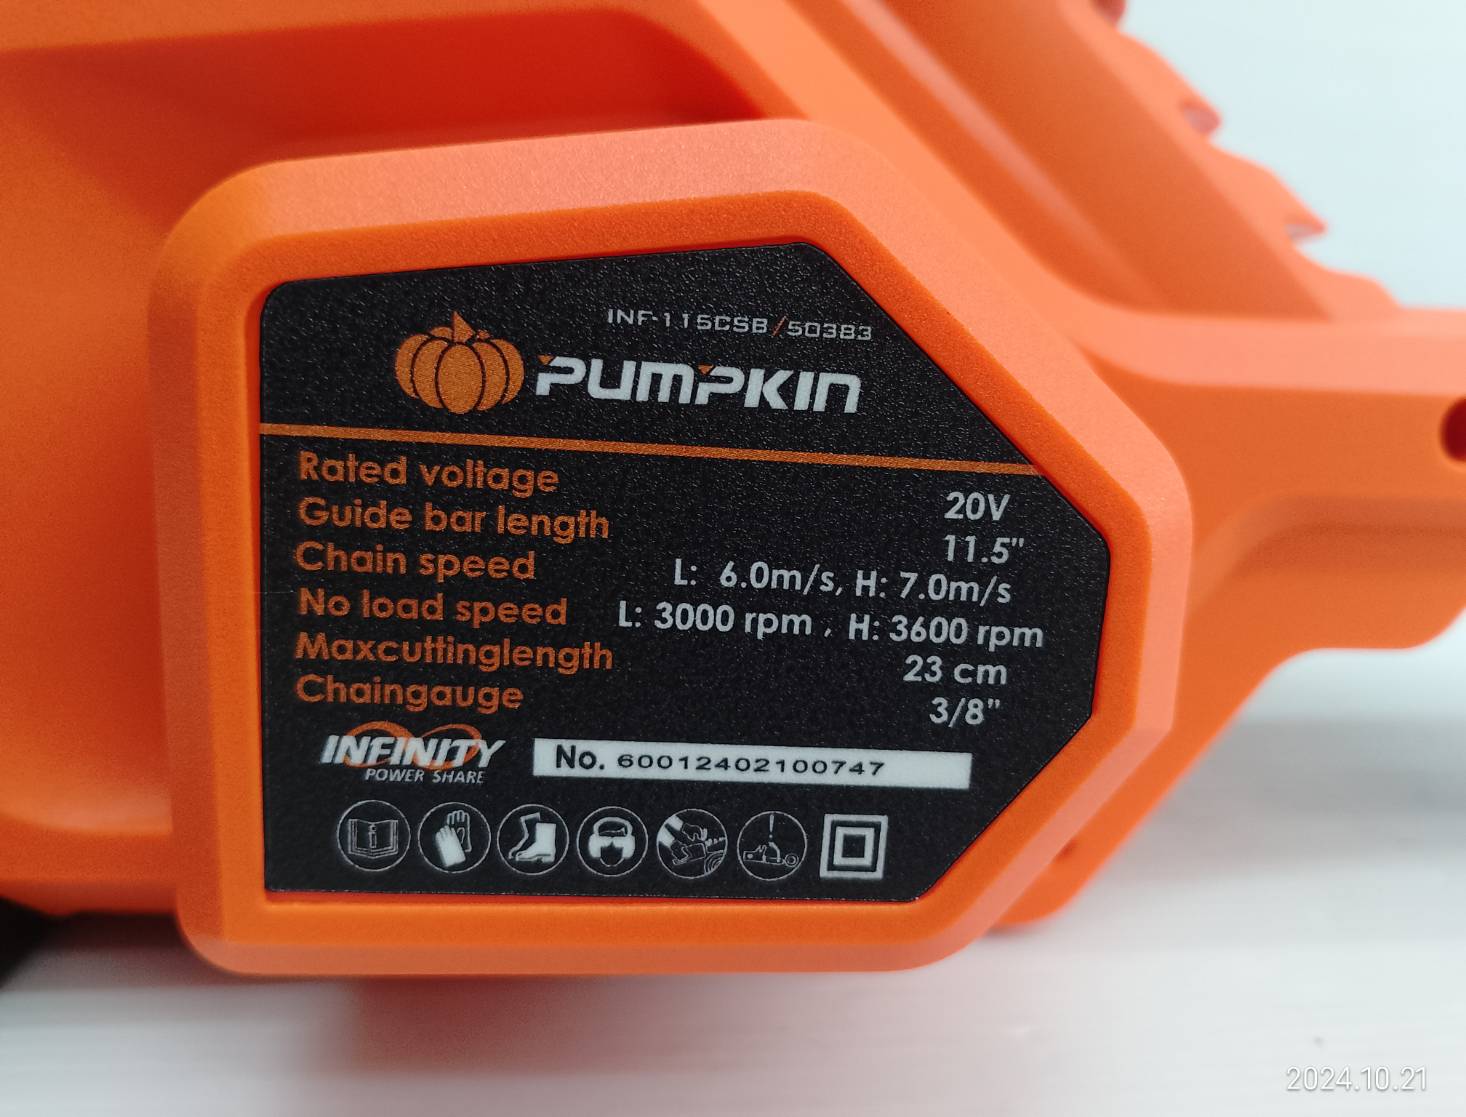 INF-115CSB/50383
PUMPKIN
Rated voltage 20V
Guide bar length 11.5"
Chain speed L: 6.0m/s, H: 7.0m/s
No load speed L: 3000 rpm , H: 3600 rpm
Maxcuttinglength 23 cm
Chaingauge 3/8"
INFINITY
POWER SHARE
No. 60012402100747
2024.10.21